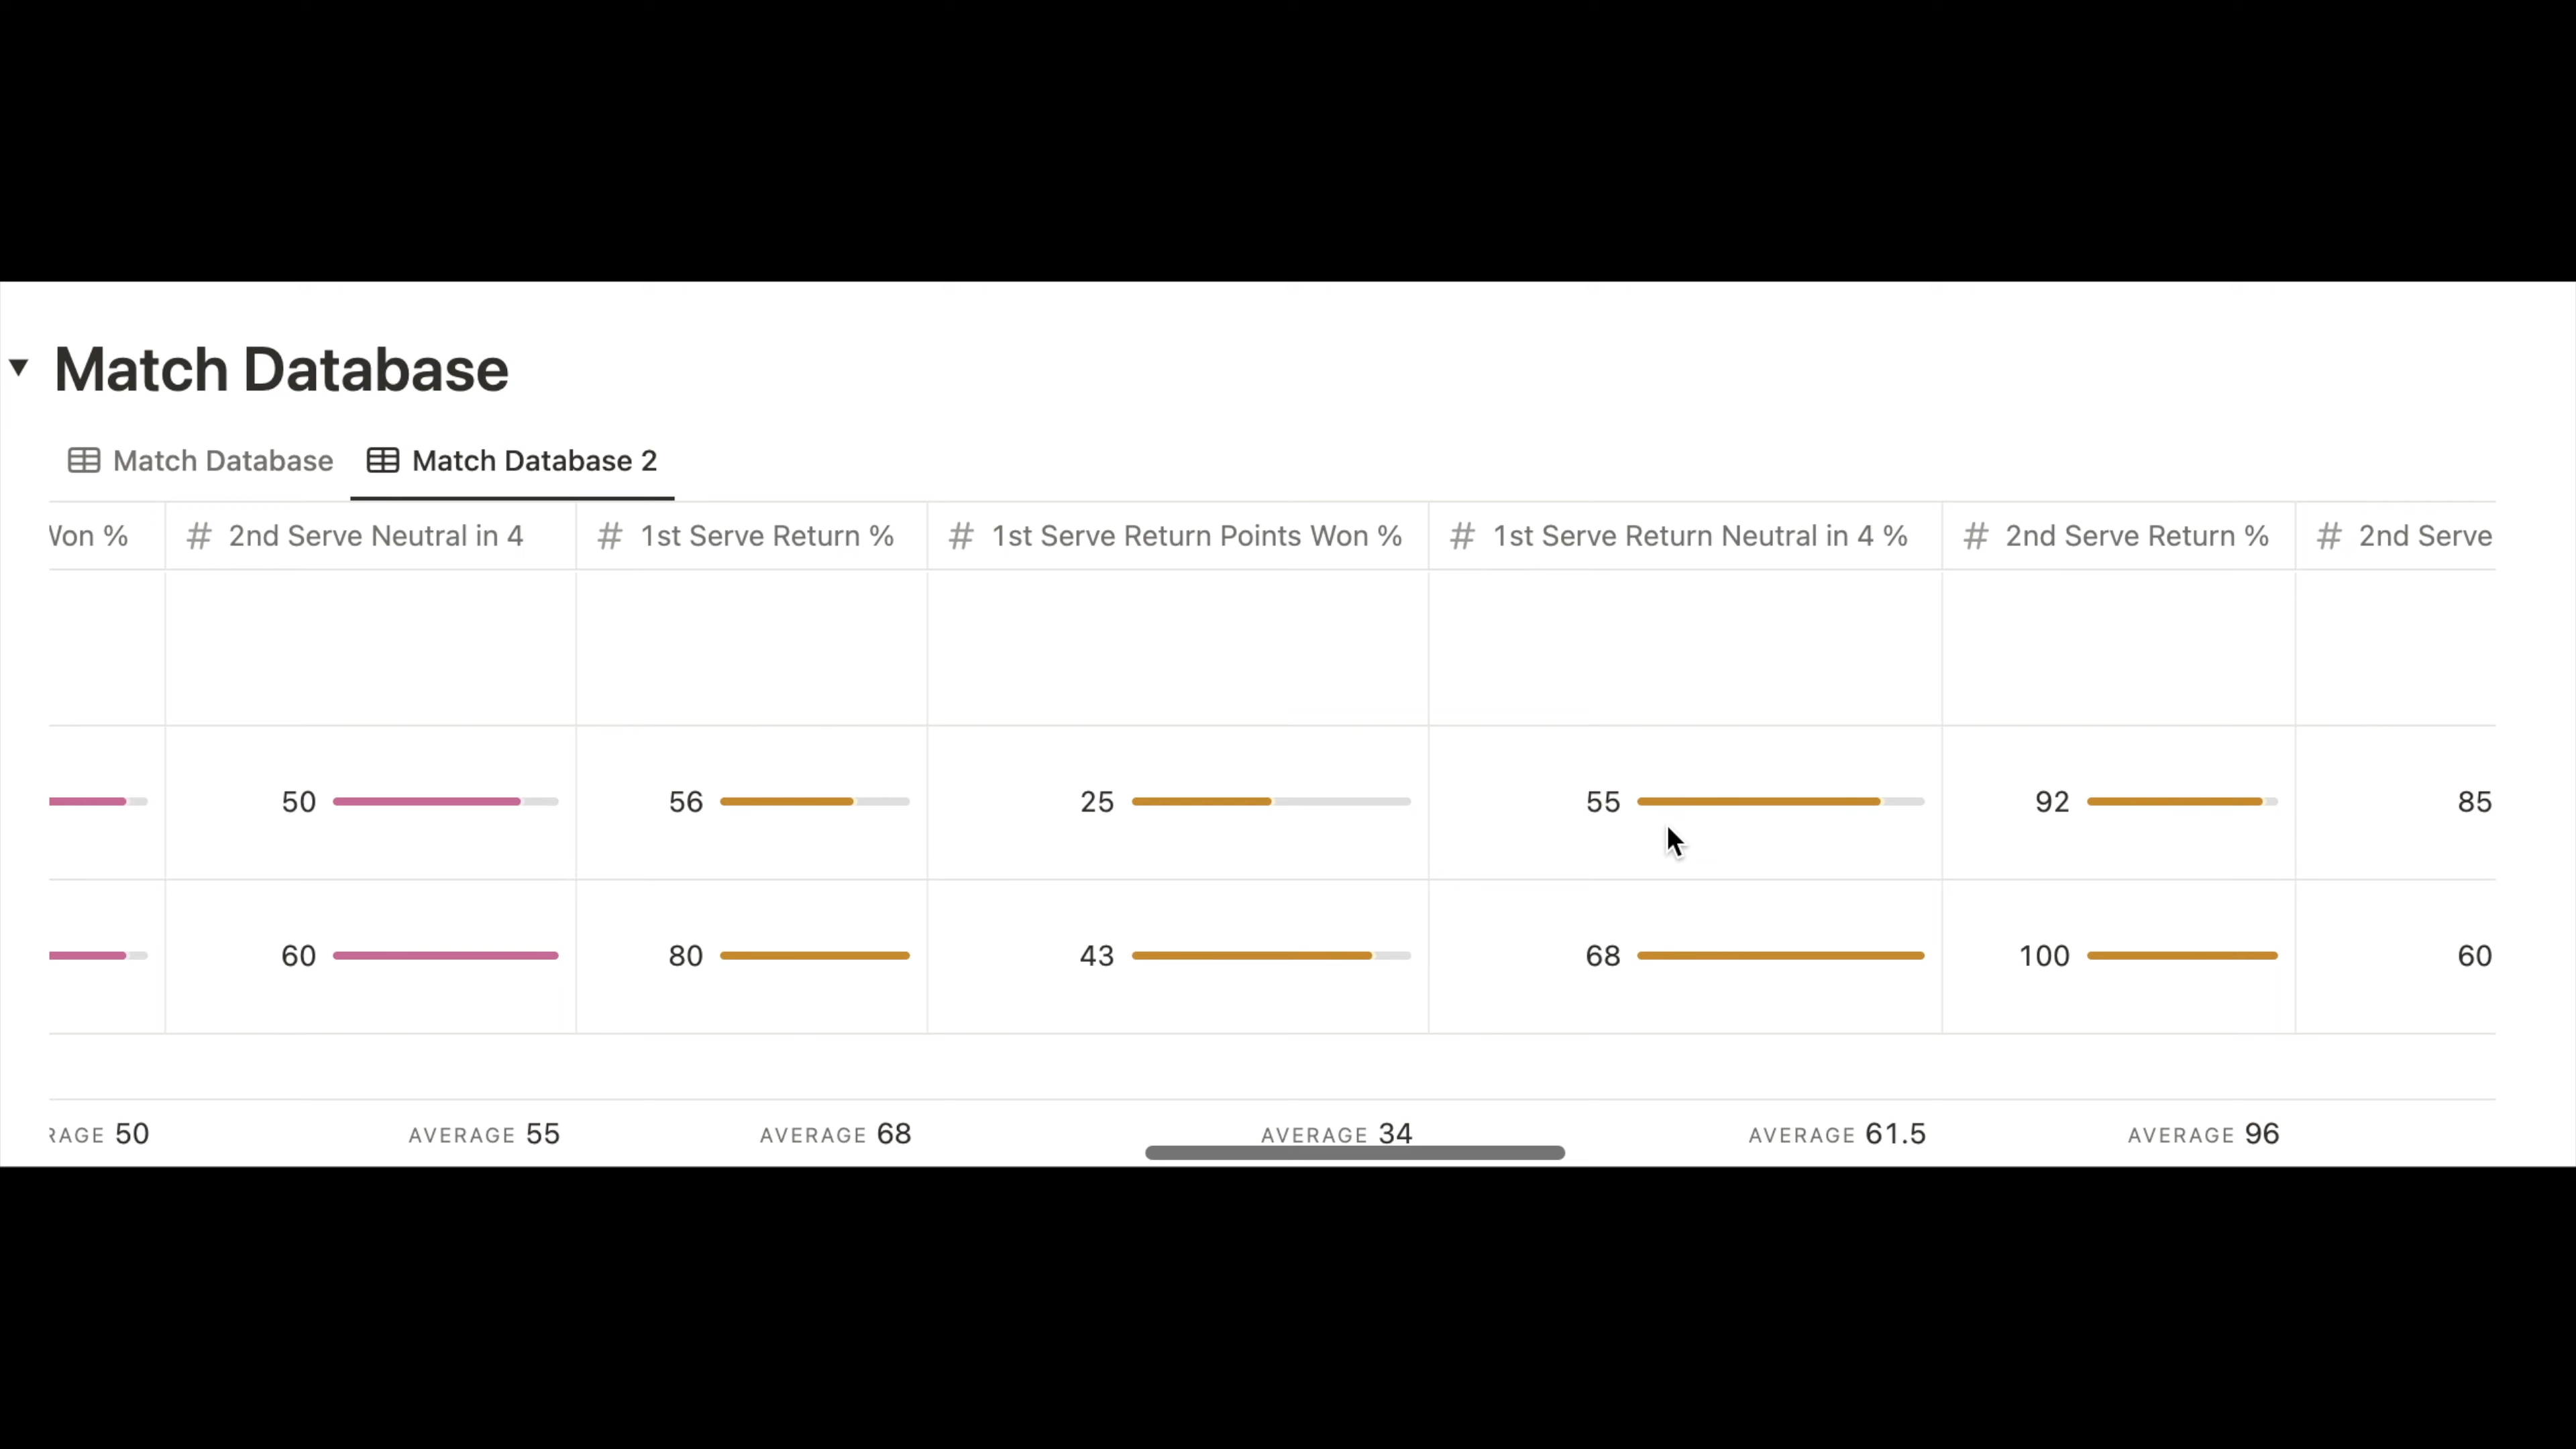 Match Database
Match Database Match Database 2
Won % # 2nd Serve Neutral in 4 # 1st Serve Return % # 1st Serve Return Points Won % # 1st Serve Return Neutral in 4 % # 2nd Serve Return % # 2nd Serve
50 56 25 55 92 85
60 80 43 68 100 60
RAGE 50 AVERAGE 55 AVERAGE 68 AVERAGE 34 AVERAGE 61.5 AVERAGE 96